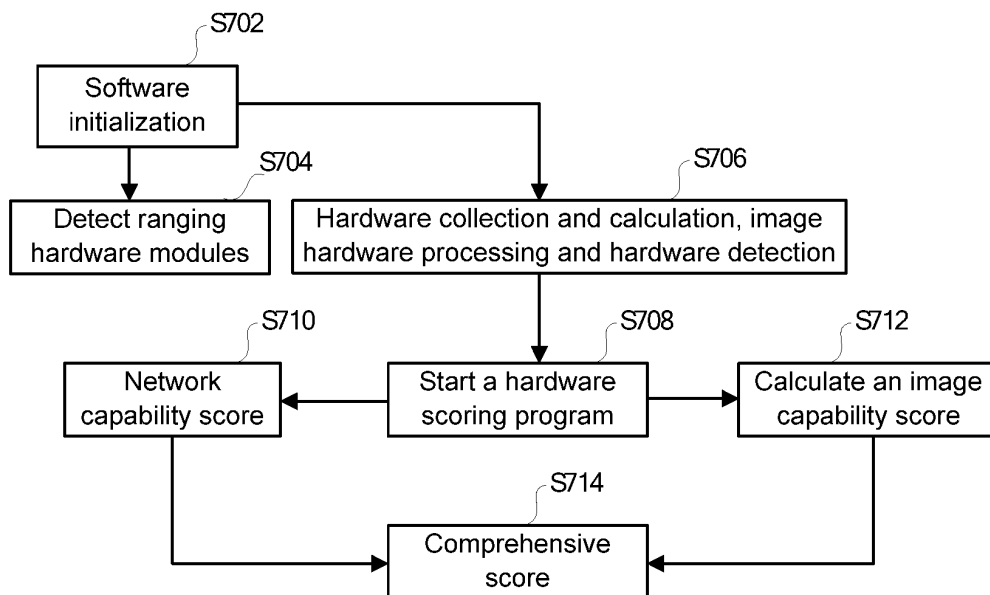 S702
Software
initialization
S704
Detect ranging
hardware modules
S706
Hardware collection and calculation, image
hardware processing and hardware detection
S710
Network
capability score
S708
Start a hardware
scoring program
S712
Calculate an image
capability score
S714
Comprehensive
score